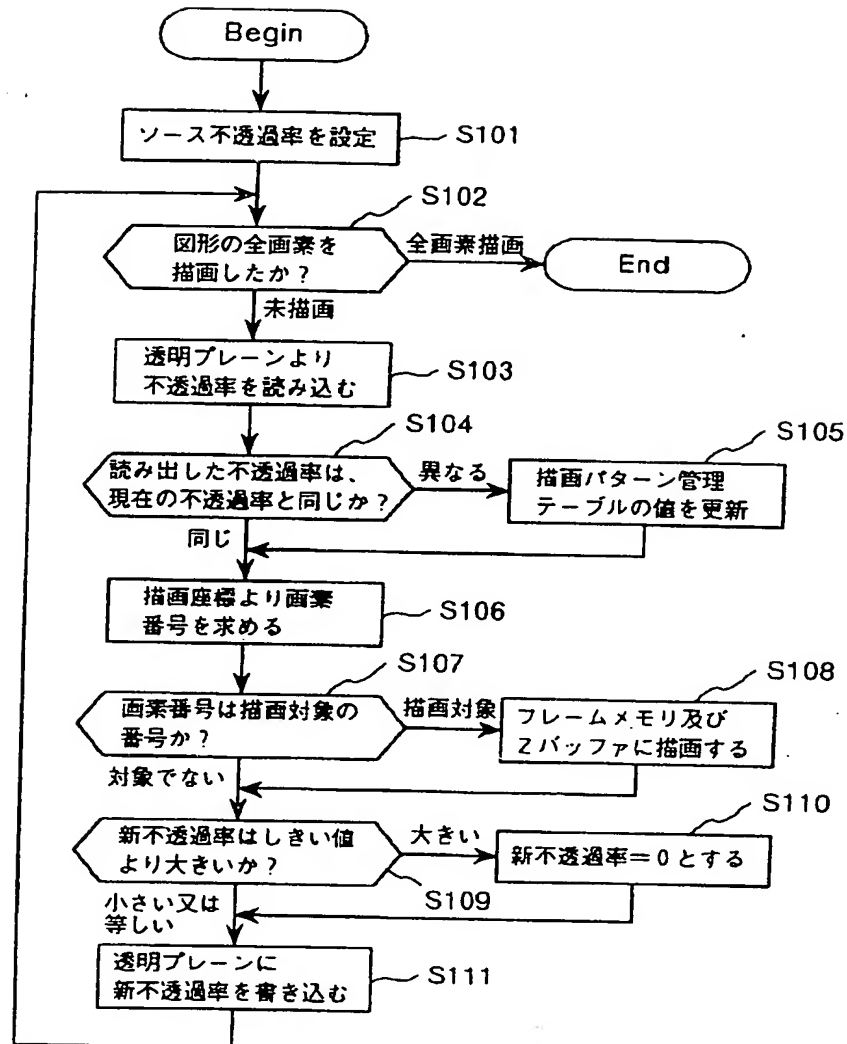 Begin
ソース不透過率を設定
S101
S102
図形の全画素を
描画したか?
全画素描画
End
未描画
透明プレーンより
不透過率を読み込む
S103
S104
S105
読み出した不透過率は、
現在の不透過率と同じか?
異なる
描画パターン管理
テーブルの値を更新
同じ
描画座標より画素
番号を求める
S106
S107
S108
画素番号は描画対象の
番号か?
描画対象
フレームメモリ及び
Zバッファに描画する
対象でない
S110
新不透過率はしきい値
より大きいか?
大きい
新不透過率=0とする
S109
小さい又は
等しい
透明プレーンに
新不透過率を書き込む
S111